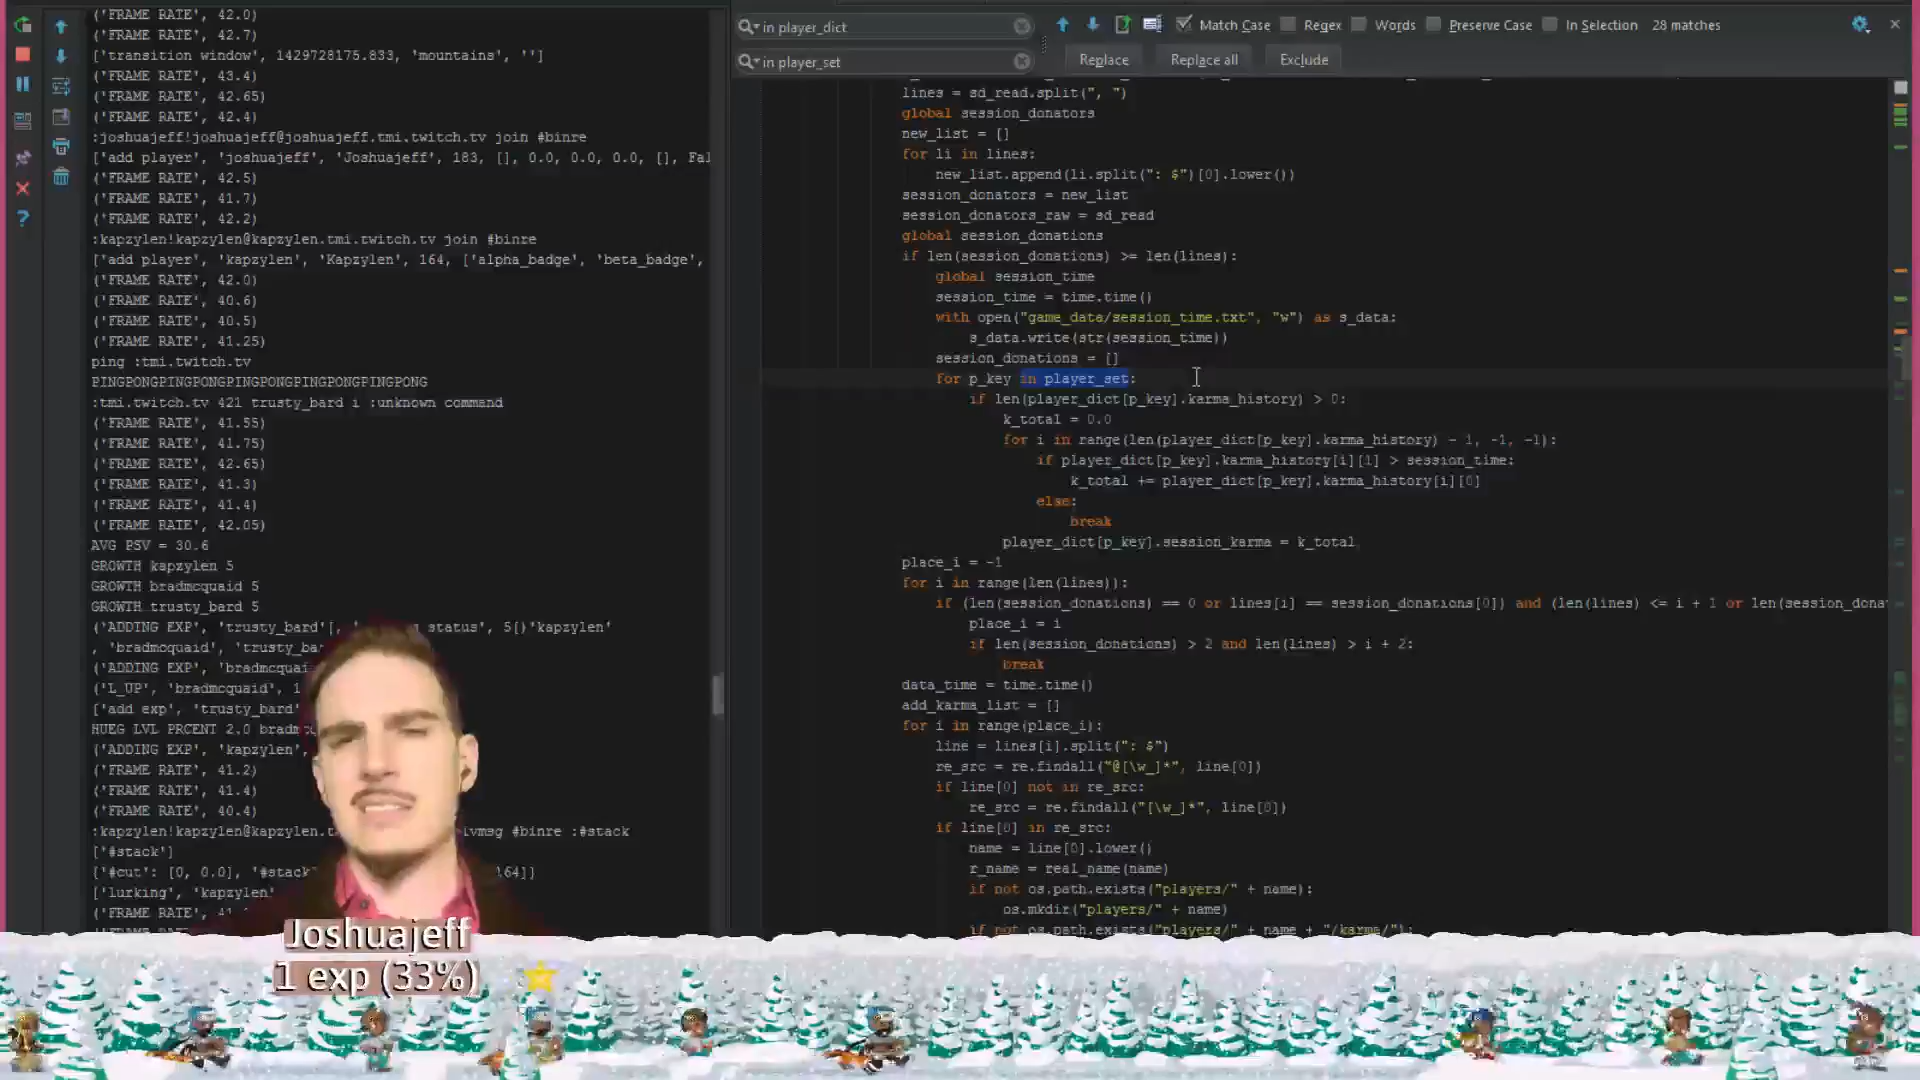 ('FRAME RATE', 42.0)
('FRAME RATE', 42.7)
['transition window', 1429728175.833, 'mountains', '']
('FRAME RATE', 43.4)
('FRAME RATE', 42.65)
('FRAME RATE', 42.4)
:joshuajeff!joshuajeff@joshuajeff.tmi.twitch.tv join #binre
['add player', 'joshuajeff', 'Joshuajeff', 183, [], 0.0, 0.0, 0.0, [], Fal
('FRAME RATE', 42.5)
('FRAME RATE', 41.7)
('FRAME RATE', 42.2)
:kapzylen!kapzylen@kapzylen.tmi.twitch.tv join #binre
['add player', 'kapzylen', 'Kapzylen', 164, ['alpha_badge', 'beta_badge',
('FRAME RATE', 42.0)
('FRAME RATE', 40.6)
('FRAME RATE', 40.5)
('FRAME RATE', 41.25)
ping :tmi.twitch.tv
PINGPONGPINGPONGPINGPONGPINGPONGPINGPONG
:tmi.twitch.tv 421 trusty_bard i :unknown command
('FRAME RATE', 41.55)
('FRAME RATE', 41.75)
('FRAME RATE', 42.65)
('FRAME RATE', 41.3)
('FRAME RATE', 41.4)
('FRAME RATE', 42.05)
AVG PSV = 30.6
GROWTH kapzylen 5
GROWTH bradmcquaid 5
GROWTH trusty_bard 5
('ADDING EXP', 'trusty_bard'[, ' status', 5[)'kapzylen'
, 'bradmcquaid', 'trusty_ba
('ADDING EXP', 'bradmcquai
('L_UP', 'bradmcquaid', 1
['add exp', 'trusty_bard'
HUEG LVL PRCENT 2.0 bradm
('ADDING EXP', 'kapzylen',
('FRAME RATE', 41.2)
('FRAME RATE', 41.4)
('FRAME RATE', 40.4)
:kapzylen!kapzylen@kapzylen.t ivmsg #binre :#stack
['#stack']
['#cut': [0, 0.0], '#stack 164]]
['lurking', 'kapzylen'
('FRAME RATE', 41.
in player_dict
Match Case
Regex
Words
Preserve Case
In Selection
28 matches
in player_set
Replace
Replace all
Exclude
lines = sd_read.split(", ")
global session_donators
new_list = []
for li in lines:
new_list.append(li.split(": $")[0].lower())
session_donators = new_list
session_donators_raw = sd_read
global session_donations
if len(session_donations) >= len(lines):
global session_time
session_time = time.time()
with open("game_data/session_time.txt", "w") as s_data:
s_data.write(str(session_time))
session_donations = []
for p_key in player_set:
if len(player_dict[p_key].karma_history) > 0:
k_total = 0.0
for i in range(len(player_dict[p_key].karma_history) - 1, -1, -1):
if player_dict[p_key].karma_history[i][1] > session_time:
k_total += player_dict[p_key].karma_history[i][0]
else:
break
player_dict[p_key].session_karma = k_total
place_i = -1
for i in range(len(lines)):
if (len(session_donations) == 0 or lines[i] == session_donations[0]) and (len(lines) <= i + 1 or len(session_dona
place_i = i
if len(session_donations) > 2 and len(lines) > i + 2:
break
data_time = time.time()
add_karma_list = []
for i in range(place_i):
line = lines[i].split(": $")
re_src = re.findall("@[\w_]*", line[0])
if line[0] not in re_src:
re_src = re.findall("[\w_]*", line[0])
if line[0] in re_src:
name = line[0].lower()
r_name = real_name(name)
if not os.path.exists("players/" + name):
os.mkdir("players/" + name)
if not os.path.exists("players/" + name + "/karma/"):
Joshuajeff
1 exp (33%)